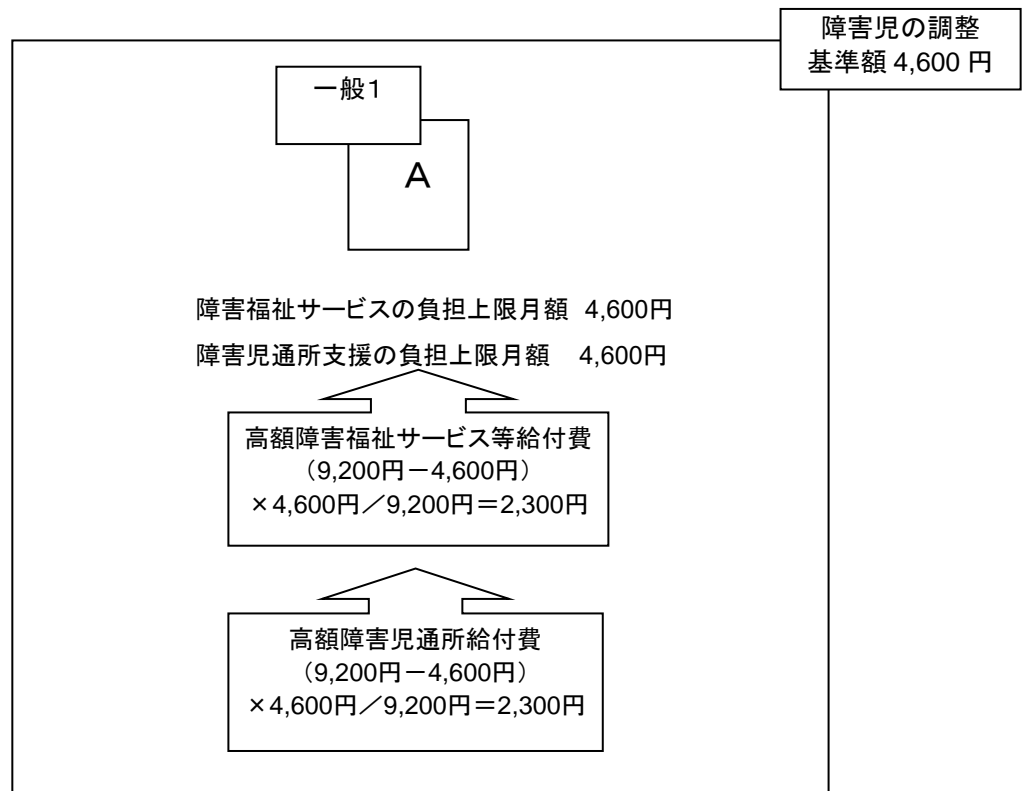 障害児の調整
基準額 4,600 円
一般1
A
障害福祉サービスの負担上限月額 4,600円
障害児通所支援の負担上限月額 4,600円
高額障害福祉サービス等給付費
（9,200円－4,600円）
×4,600円／9,200円＝2,300円
高額障害児通所給付費
（9,200円－4,600円）
×4,600円／9,200円＝2,300円